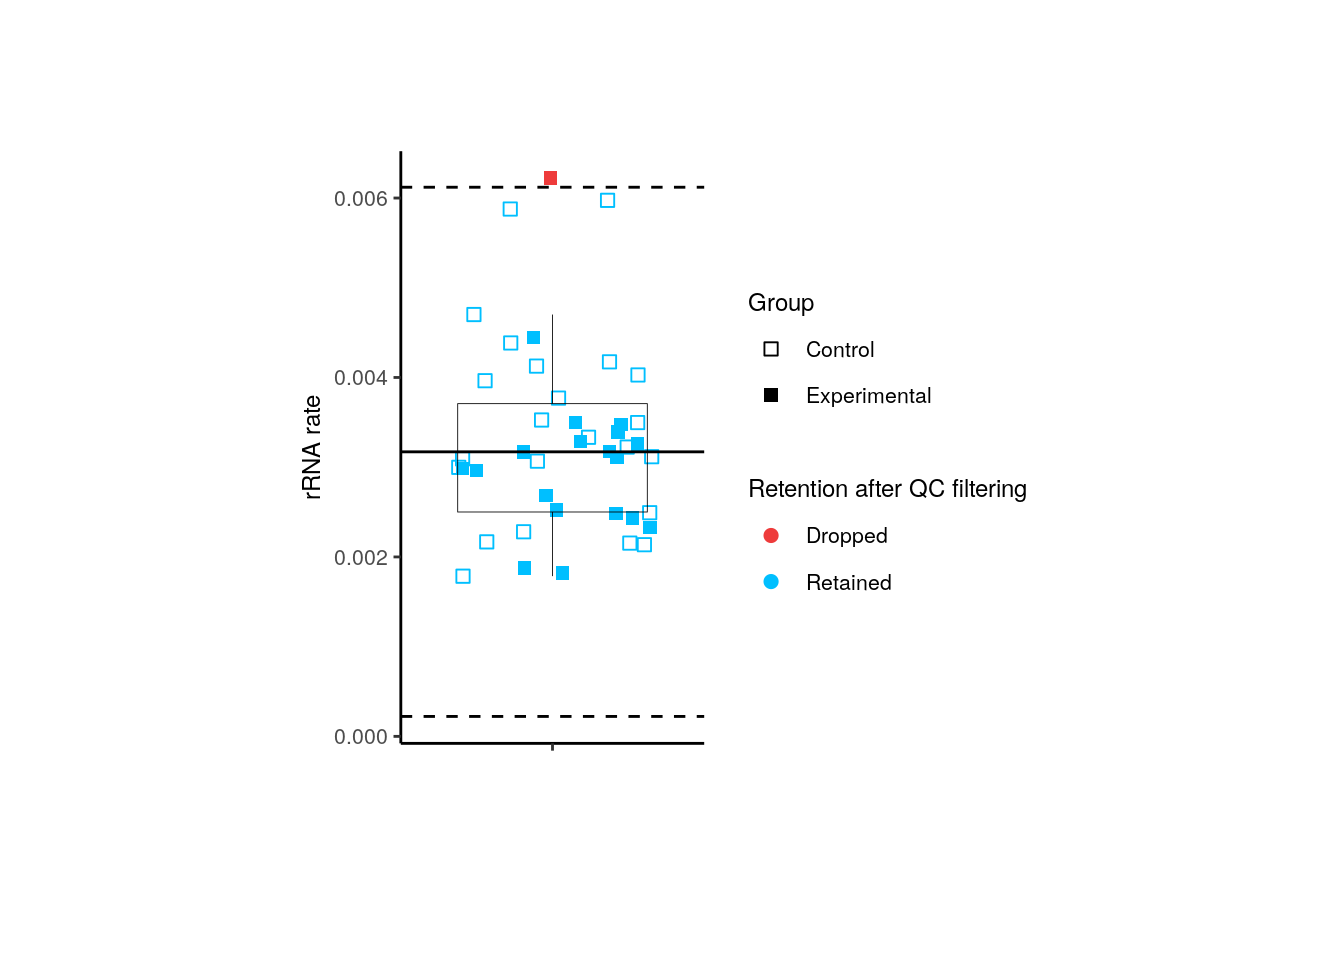 rRNA rate
0.006
0.004
0.002
0.000
Group
Control
Experimental
Retention after QC filtering
Dropped
Retained